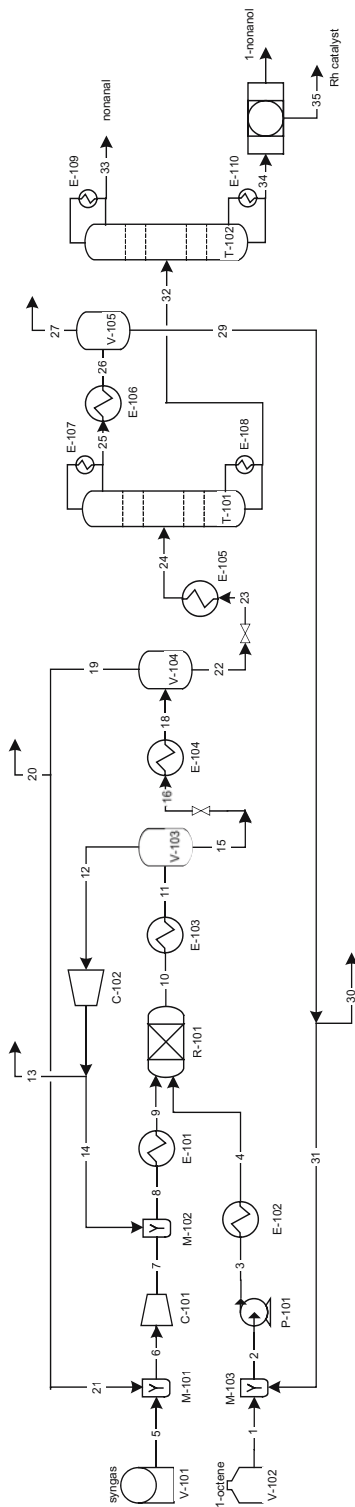 syngas
V-101
5
M-101
21
6
C-101
7
M-102
14
8
E-101
9
13
C-102
12
R-101
10
E-103
11
V-103
15
16
E-104
18
20
19
V-104
22
23
E-105
24
T-101
E-107
E-108
25
E-106
26
V-105
27
29
32
T-102
E-109
E-110
33
nonanal
34
1-nonanol
35
Rh catalyst
1-octene
V-102
1
M-103
2
P-101
3
E-102
4
31
30